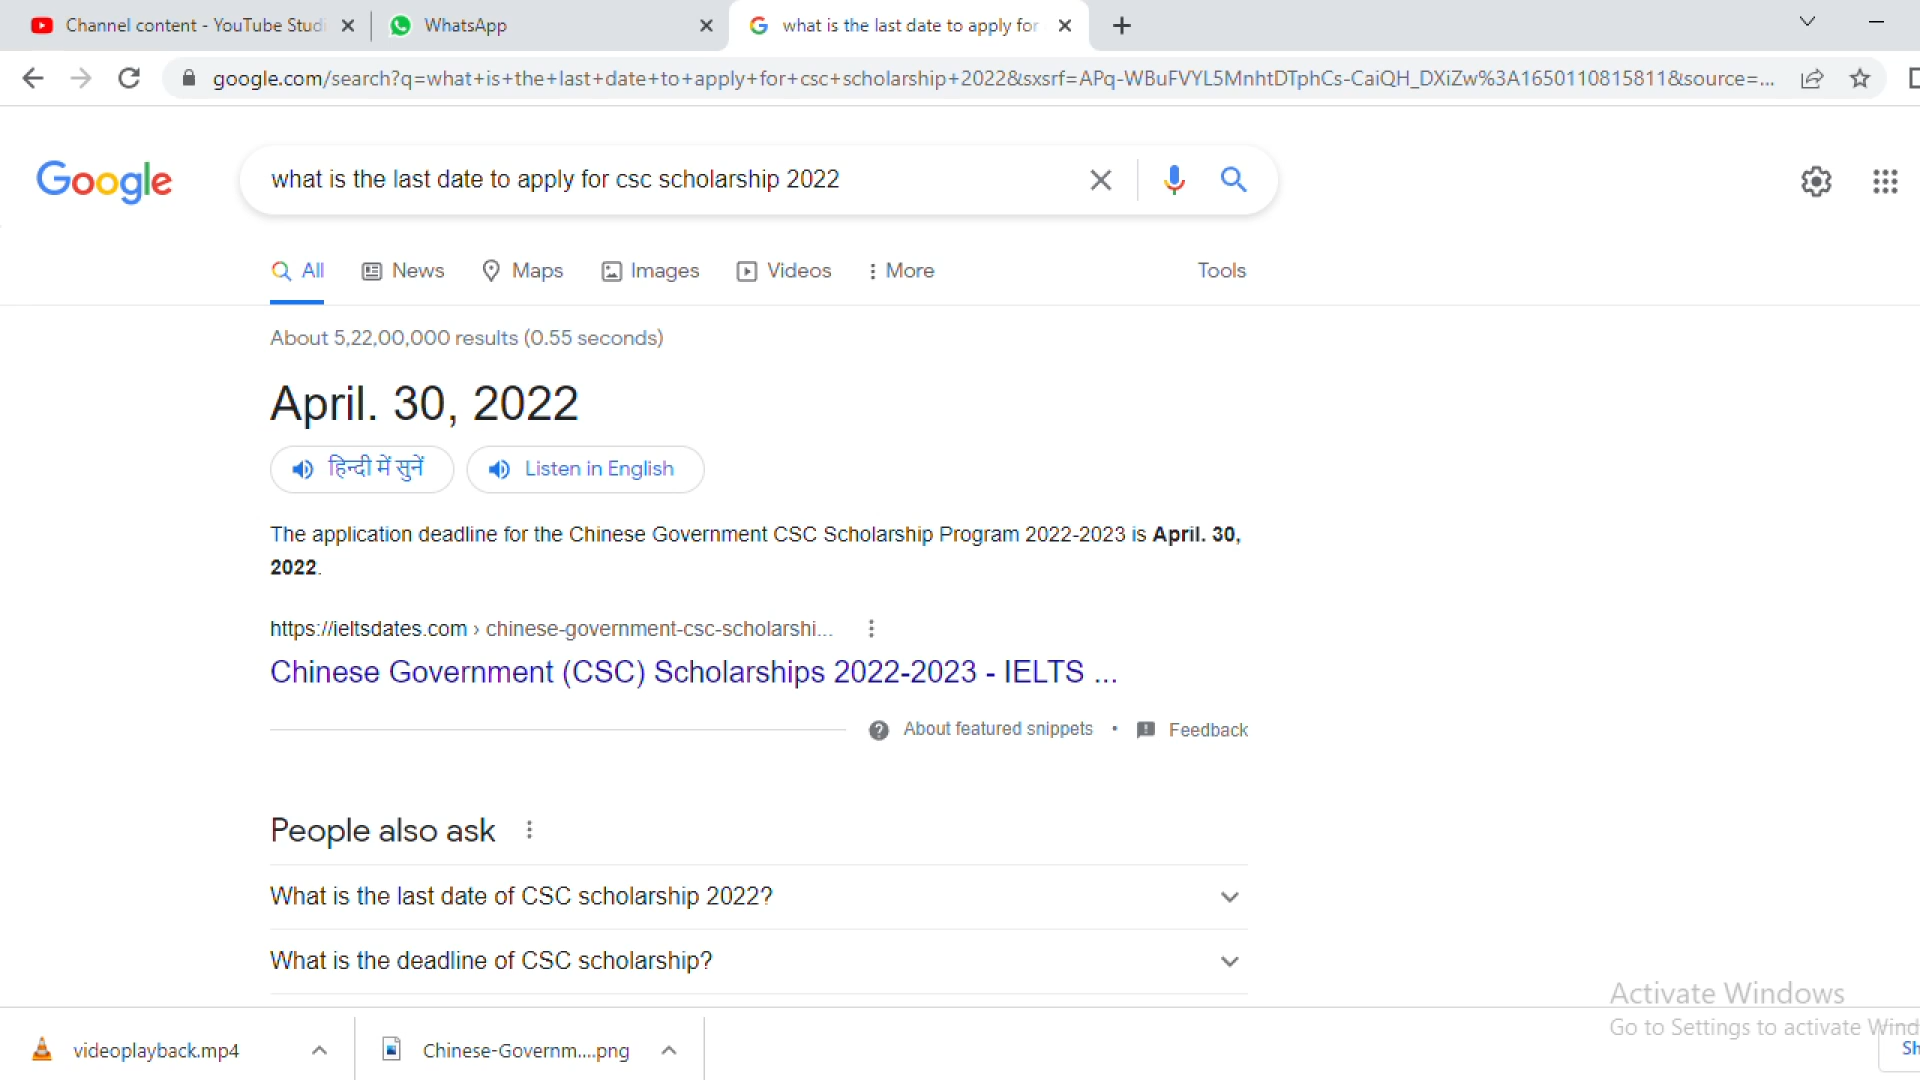 Channel content - YouTube Studi
WhatsApp
what is the last date to apply for
google.com/search?q=what+is+the+last+date+to+apply+for+csc+scholarship+2022&sxsrf=APq-WBuFVYL5MnhtDTphCs-CaiQH_DXiZw%3A1650110815811&source=...
Google
what is the last date to apply for csc scholarship 2022
All News Maps Images Videos More Tools
About 5,22,00,000 results (0.55 seconds)
April. 30, 2022
हिन्दी में सुनें Listen in English
The application deadline for the Chinese Government CSC Scholarship Program 2022-2023 is April. 30,
2022.
https://ieltsdates.com › chinese-government-csc-scholarshi...
Chinese Government (CSC) Scholarships 2022-2023 - IELTS ...
About featured snippets • Feedback
People also ask
What is the last date of CSC scholarship 2022?
What is the deadline of CSC scholarship?
Activate Windows
Go to Settings to activate Wind
videoplayback.mp4
Chinese-Governm....png
Sh